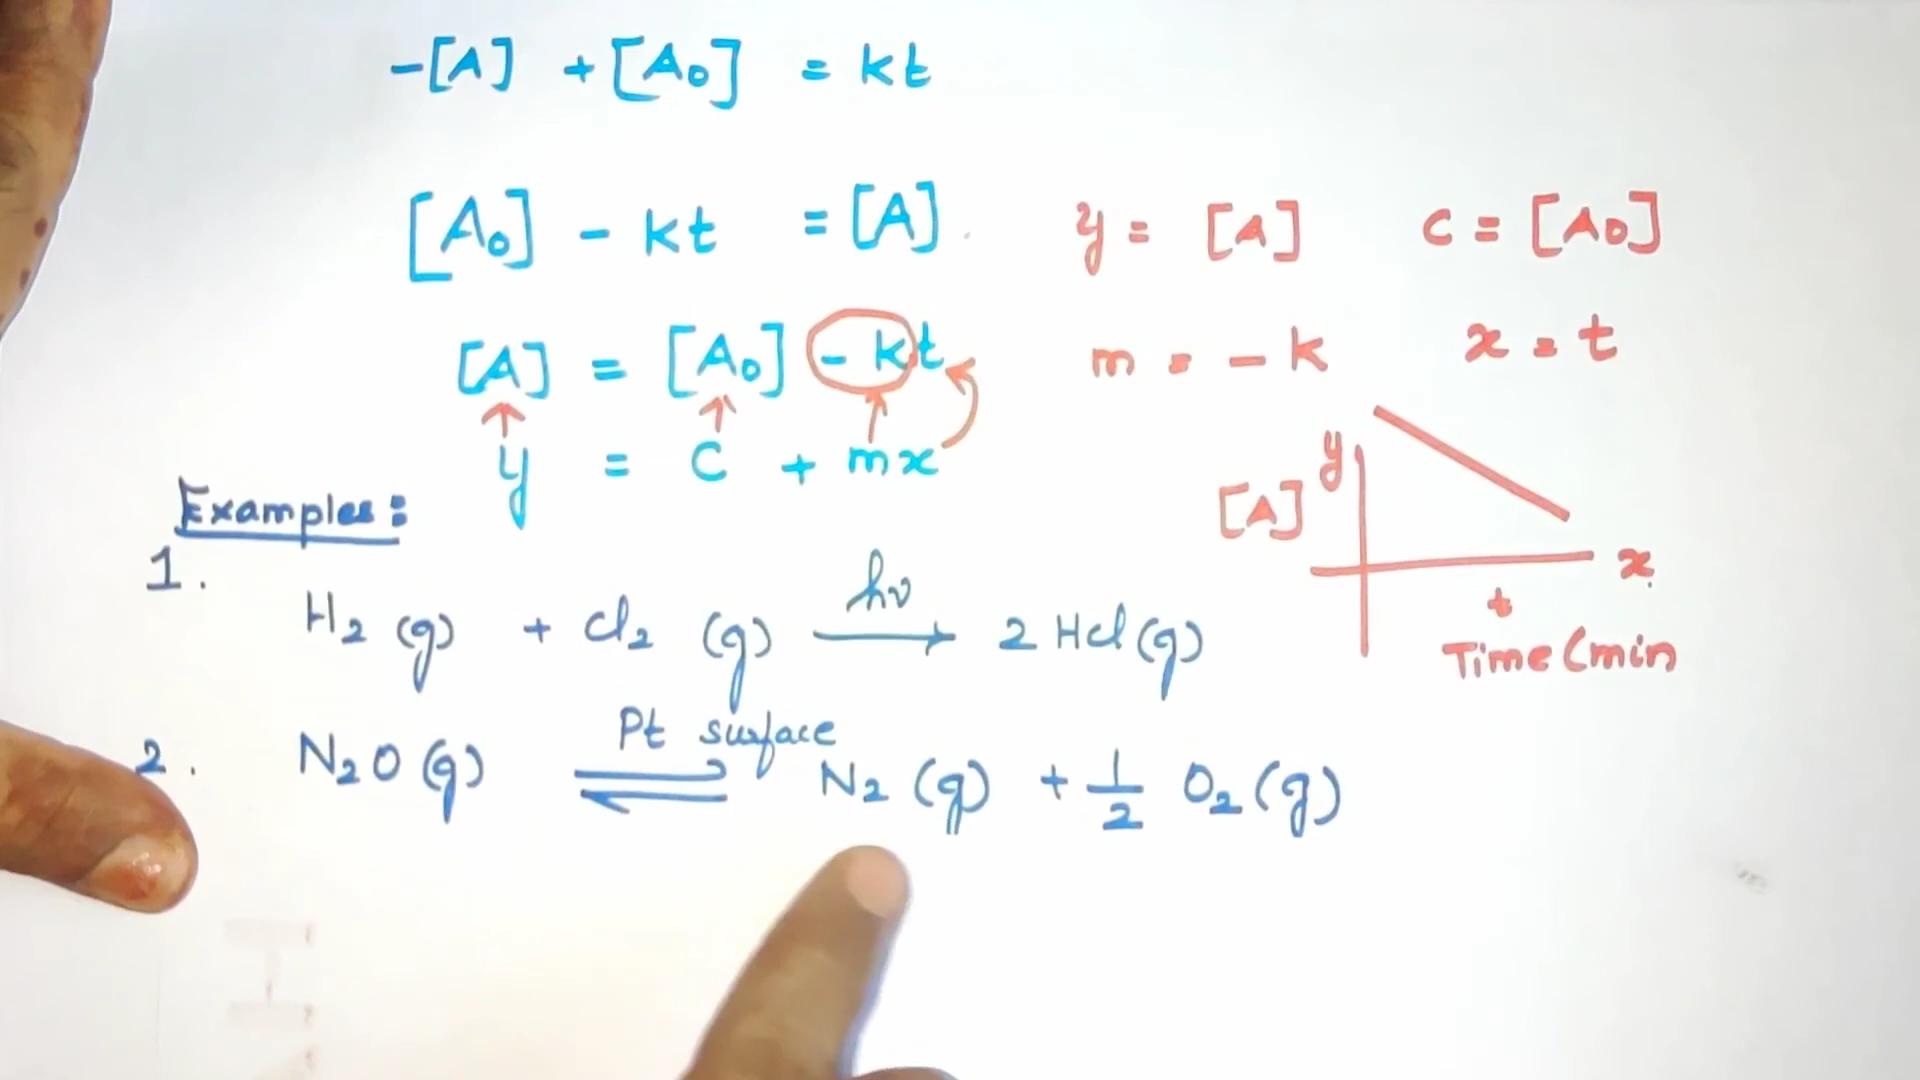 -[A] + [A₀] = kt
[A₀] - kt = [A]
y = [A] c = [A₀]
[A] = [A₀] - kt
m = - k x = t
y = C + mx
Examples:
y
[A]
x
t
Time (min
1.
H₂ (g) + Cl₂ (g) hν → 2 HCl (g)
Pt surface
2. N₂O (g) ⇌ N₂ (g) + 1/2 O₂ (g)